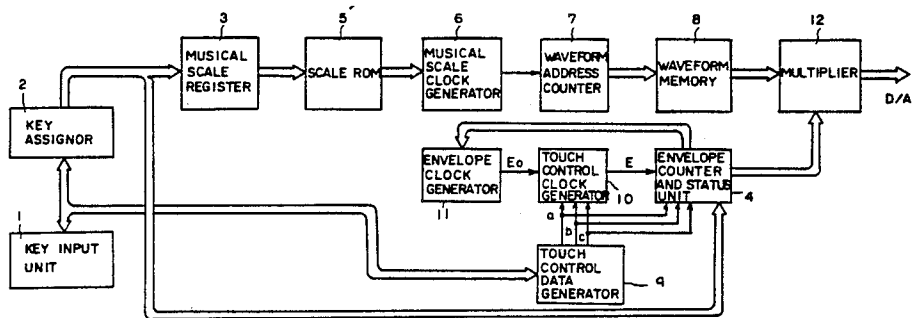 3
5
6
7
8
12
MUSICAL
SCALE
REGISTER
SCALE ROM
MUSICAL
SCALE
CLOCK
GENERATOR
WAVEFORM
ADDRESS
COUNTER
WAVEFORM
MEMORY
MULTIPLIER
D/A
2
KEY
ASSIGNOR
ENVELOPE
CLOCK
GENERATOR
11
E0
TOUCH
CONTROL
CLOCK
GENERATOR
10
E
ENVELOPE
COUNTER
AND STATUS
UNIT
4
a
b
c
1
KEY INPUT
UNIT
TOUCH
CONTROL
DATA
GENERATOR
9